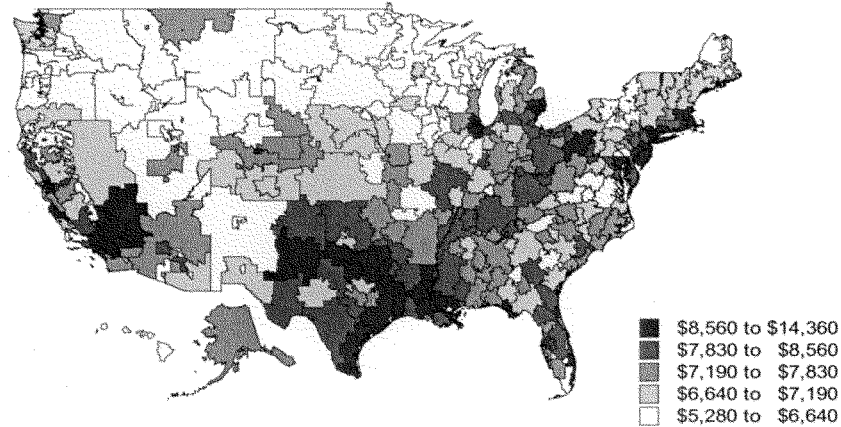 $8,560 to $14,360
$7,830 to $8,560
$7,190 to $7,830
$6,640 to $7,190
$5,280 to $6,640